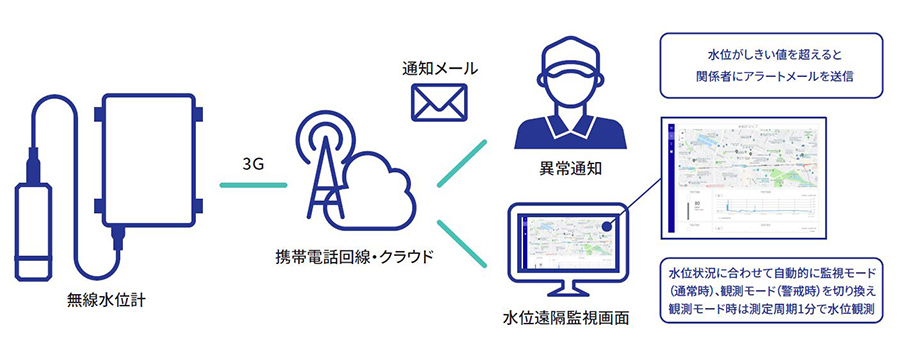 無線水位計
3G
携帯電話回線・クラウド
通知メール
異常通知
水位遠隔監視画面
水位がしきい値を超えると
関係者にアラートメールを送信
水位状況に合わせて自動的に監視モード
（通常時）、観測モード（警戒時）を切り換え
観測モード時は測定周期1分で水位観測